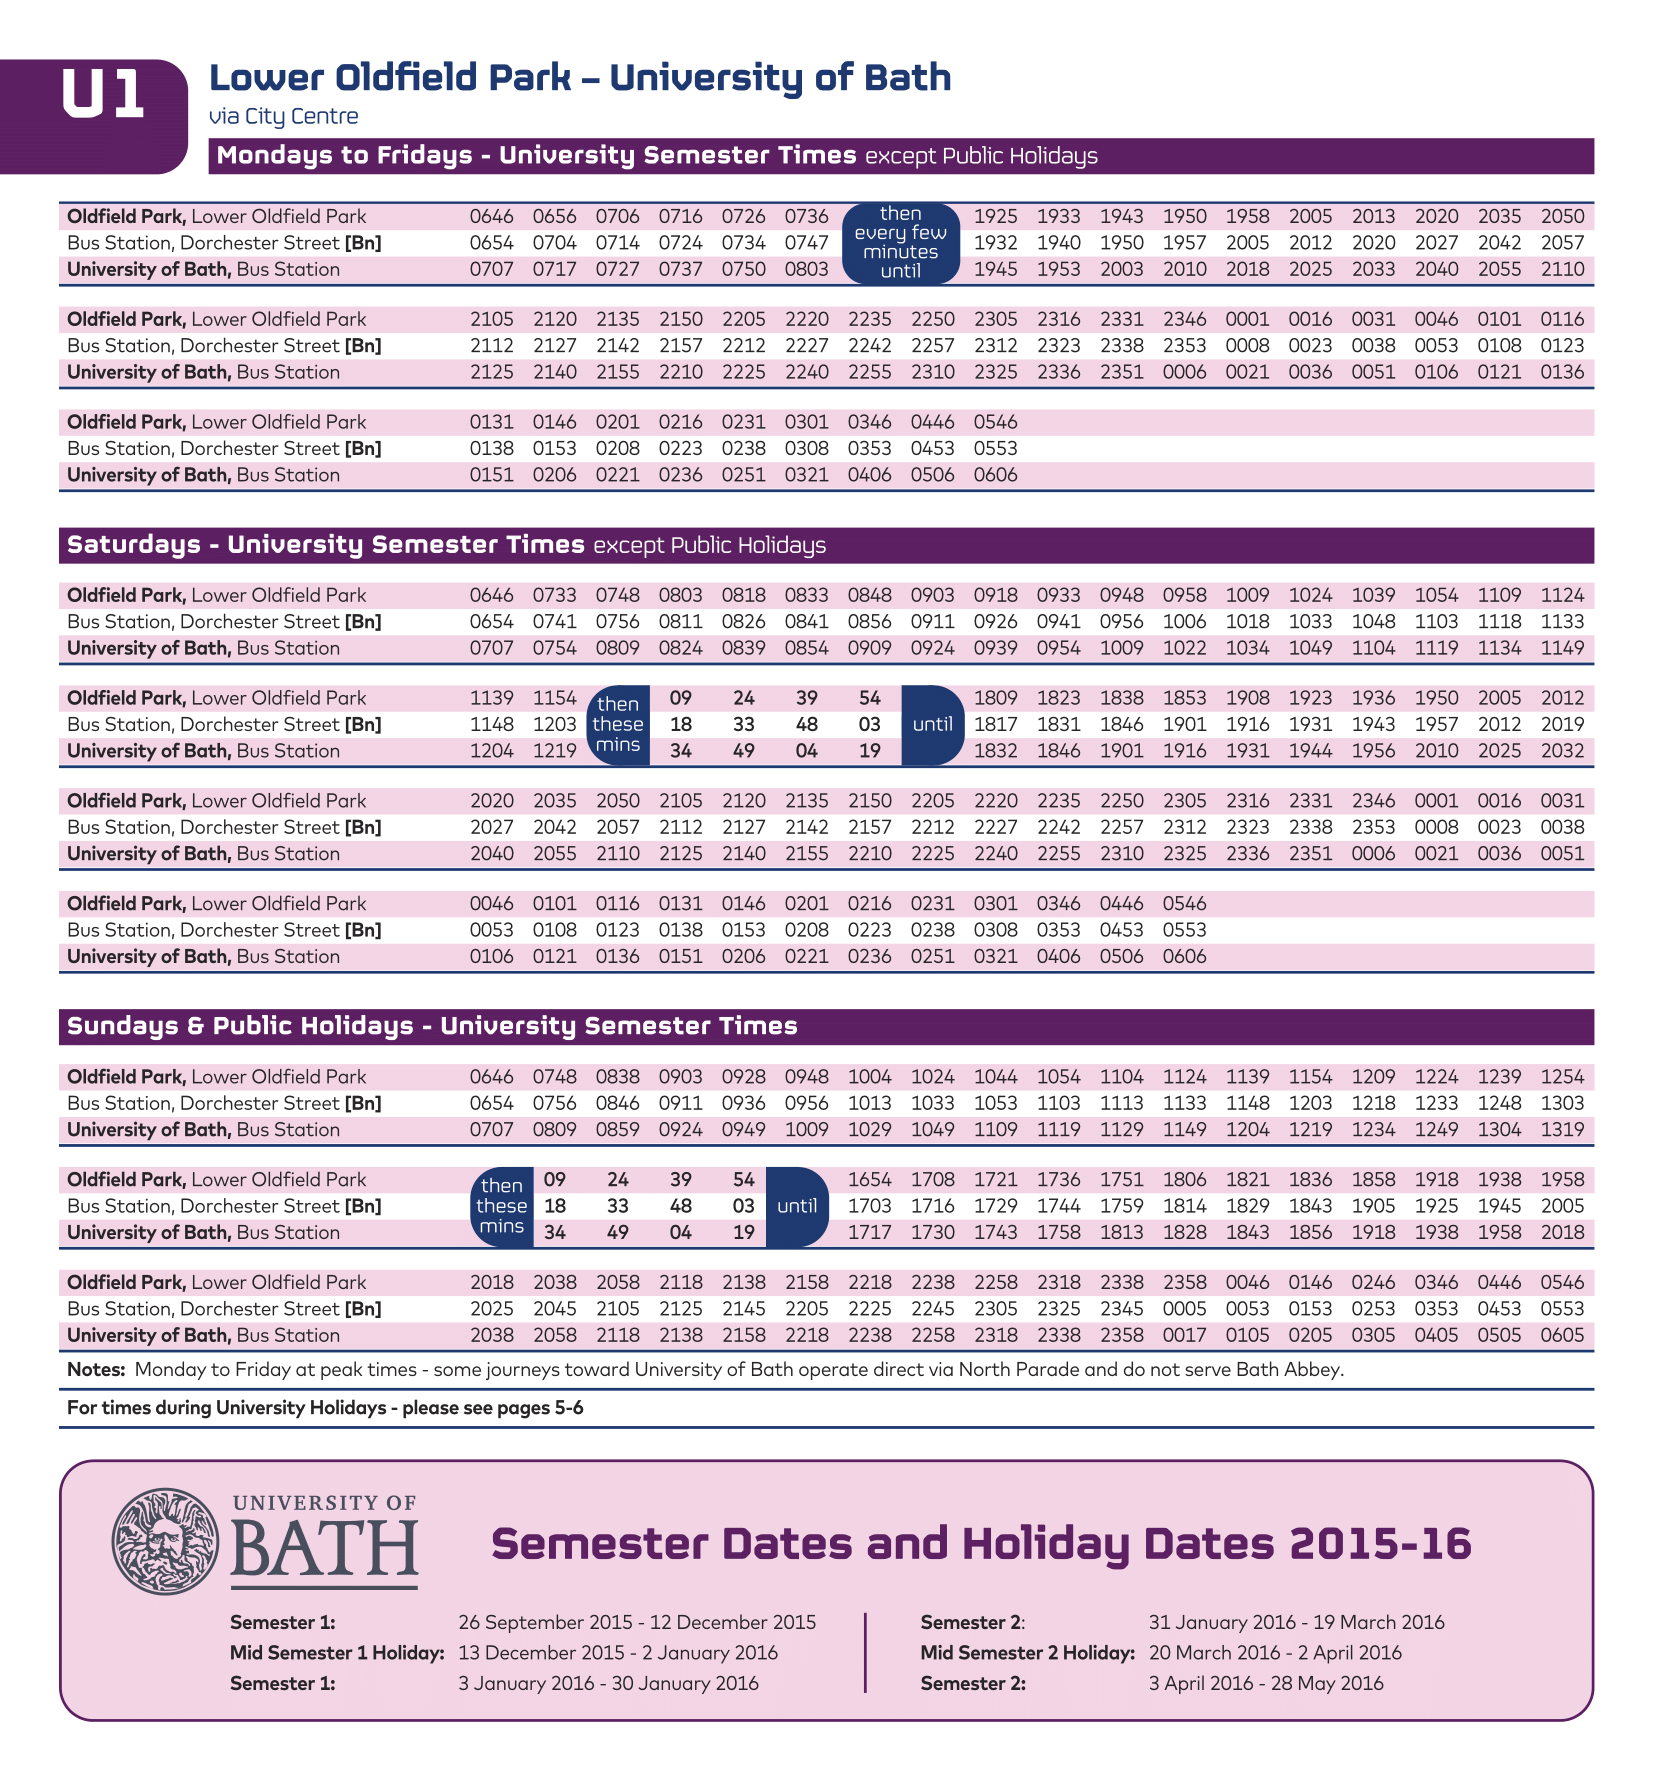 U1
Lower Oldfield Park – University of Bath
via City Centre
Mondays to Fridays - University Semester Times except Public Holidays
Oldfield Park, Lower Oldfield Park 0646 0656 0706 0716 0726 0736 then every few minutes until 1925 1933 1943 1950 1958 2005 2013 2020 2035 2050
Bus Station, Dorchester Street [Bn] 0654 0704 0714 0724 0734 0747 1932 1940 1950 1957 2005 2012 2020 2027 2042 2057
University of Bath, Bus Station 0707 0717 0727 0737 0750 0803 1945 1953 2003 2010 2018 2025 2033 2040 2055 2110
Oldfield Park, Lower Oldfield Park 2105 2120 2135 2150 2205 2220 2235 2250 2305 2316 2331 2346 0001 0016 0031 0046 0101 0116
Bus Station, Dorchester Street [Bn] 2112 2127 2142 2157 2212 2227 2242 2257 2312 2323 2338 2353 0008 0023 0038 0053 0108 0123
University of Bath, Bus Station 2125 2140 2155 2210 2225 2240 2255 2310 2325 2336 2351 0006 0021 0036 0051 0106 0121 0136
Oldfield Park, Lower Oldfield Park 0131 0146 0201 0216 0231 0301 0346 0446 0546
Bus Station, Dorchester Street [Bn] 0138 0153 0208 0223 0238 0308 0353 0453 0553
University of Bath, Bus Station 0151 0206 0221 0236 0251 0321 0406 0506 0606
Saturdays - University Semester Times except Public Holidays
Oldfield Park, Lower Oldfield Park 0646 0733 0748 0803 0818 0833 0848 0903 0918 0933 0948 0958 1009 1024 1039 1054 1109 1124
Bus Station, Dorchester Street [Bn] 0654 0741 0756 0811 0826 0841 0856 0911 0926 0941 0956 1006 1018 1033 1048 1103 1118 1133
University of Bath, Bus Station 0707 0754 0809 0824 0839 0854 0909 0924 0939 0954 1009 1022 1034 1049 1104 1119 1134 1149
Oldfield Park, Lower Oldfield Park 1139 1154 then these mins 09 24 39 54 until 1809 1823 1838 1853 1908 1923 1936 1950 2005 2012
Bus Station, Dorchester Street [Bn] 1148 1203 18 33 48 03 1817 1831 1846 1901 1916 1931 1943 1957 2012 2019
University of Bath, Bus Station 1204 1219 34 49 04 19 1832 1846 1901 1916 1931 1944 1956 2010 2025 2032
Oldfield Park, Lower Oldfield Park 2020 2035 2050 2105 2120 2135 2150 2205 2220 2235 2250 2305 2316 2331 2346 0001 0016 0031
Bus Station, Dorchester Street [Bn] 2027 2042 2057 2112 2127 2142 2157 2212 2227 2242 2257 2312 2323 2338 2353 0008 0023 0038
University of Bath, Bus Station 2040 2055 2110 2125 2140 2155 2210 2225 2240 2255 2310 2325 2336 2351 0006 0021 0036 0051
Oldfield Park, Lower Oldfield Park 0046 0101 0116 0131 0146 0201 0216 0231 0301 0346 0446 0546
Bus Station, Dorchester Street [Bn] 0053 0108 0123 0138 0153 0208 0223 0238 0308 0353 0453 0553
University of Bath, Bus Station 0106 0121 0136 0151 0206 0221 0236 0251 0321 0406 0506 0606
Sundays & Public Holidays - University Semester Times
Oldfield Park, Lower Oldfield Park 0646 0748 0838 0903 0928 0948 1004 1024 1044 1054 1104 1124 1139 1154 1209 1224 1239 1254
Bus Station, Dorchester Street [Bn] 0654 0756 0846 0911 0936 0956 1013 1033 1053 1103 1113 1133 1148 1203 1218 1233 1248 1303
University of Bath, Bus Station 0707 0809 0859 0924 0949 1009 1029 1049 1109 1119 1129 1149 1204 1219 1234 1249 1304 1319
Oldfield Park, Lower Oldfield Park then these mins 09 24 39 54 until 1654 1708 1721 1736 1751 1806 1821 1836 1858 1918 1938 1958
Bus Station, Dorchester Street [Bn] 18 33 48 03 1703 1716 1729 1744 1759 1814 1829 1843 1905 1925 1945 2005
University of Bath, Bus Station 34 49 04 19 1717 1730 1743 1758 1813 1828 1843 1856 1918 1938 1958 2018
Oldfield Park, Lower Oldfield Park 2018 2038 2058 2118 2138 2158 2218 2238 2258 2318 2338 2358 0046 0146 0246 0346 0446 0546
Bus Station, Dorchester Street [Bn] 2025 2045 2105 2125 2145 2205 2225 2245 2305 2325 2345 0005 0053 0153 0253 0353 0453 0553
University of Bath, Bus Station 2038 2058 2118 2138 2158 2218 2238 2258 2318 2338 2358 0017 0105 0205 0305 0405 0505 0605
Notes: Monday to Friday at peak times - some journeys toward University of Bath operate direct via North Parade and do not serve Bath Abbey.
For times during University Holidays - please see pages 5-6
UNIVERSITY OF
BATH
Semester Dates and Holiday Dates 2015-16
Semester 1: 26 September 2015 - 12 December 2015
Mid Semester 1 Holiday: 13 December 2015 - 2 January 2016
Semester 1: 3 January 2016 - 30 January 2016
Semester 2: 31 January 2016 - 19 March 2016
Mid Semester 2 Holiday: 20 March 2016 - 2 April 2016
Semester 2: 3 April 2016 - 28 May 2016